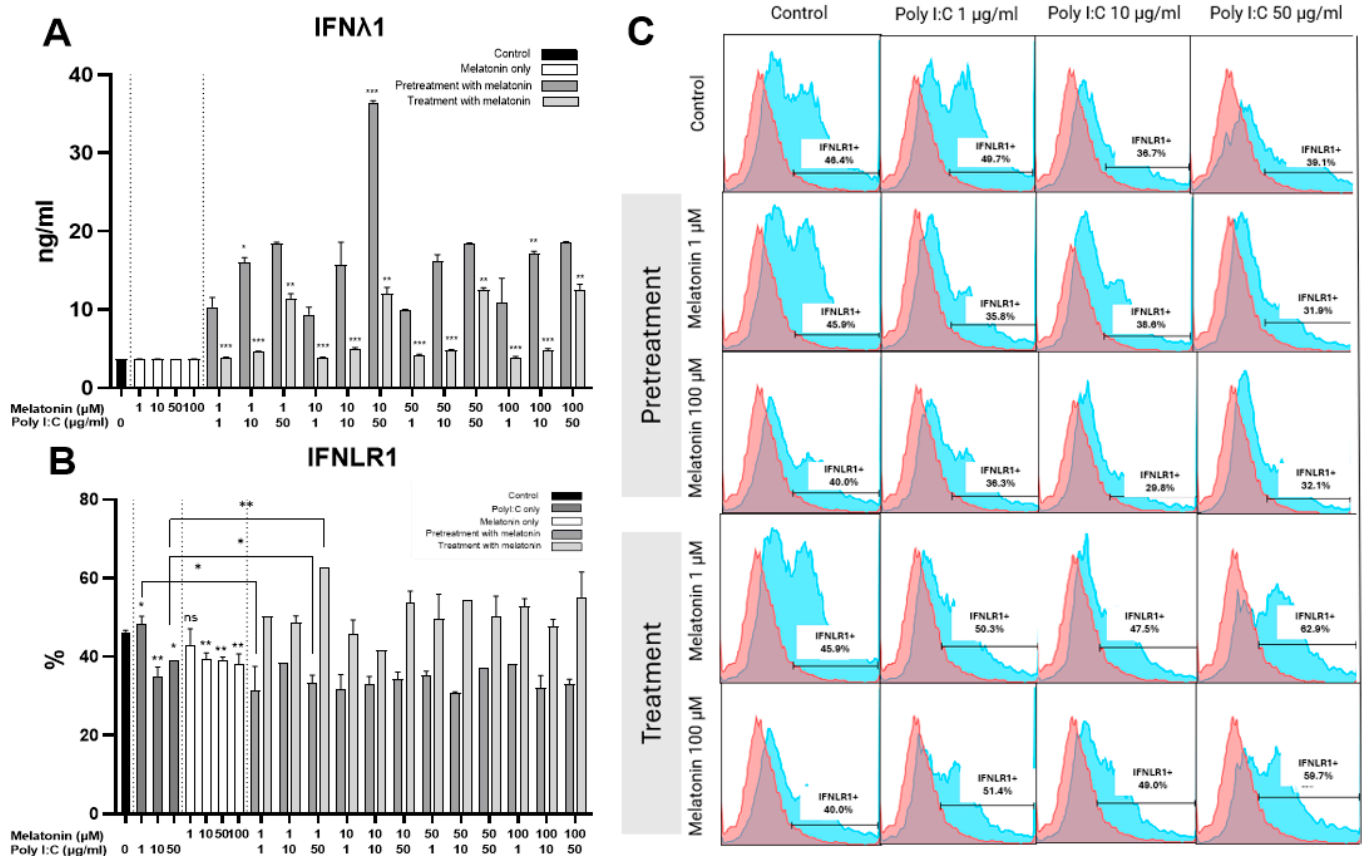 A
IFNλ1
Control
Melatonin only
Pretreatment with melatonin
Treatment with melatonin
ng/ml
40
30
20
10
0
*** * ** *** *** *** *** ** *** *** ** *** *** ** *** ** *** **
Melatonin (µM) 1 10 50 100 1 1 1 10 10 10 50 50 50 100 100 100
Poly I:C (µg/ml) 0 1 10 50 1 10 50 1 10 50 1 10 50
B
IFNLR1
Control
PolyI:C only
Melatonin only
Pretreatment with melatonin
Treatment with melatonin
%
80
60
40
20
0
**
*
*
* ** * ns ** ** **
Melatonin (µM) 1 10 50 100 1 1 1 10 10 10 50 50 50 100 100 100
Poly I:C (µg/ml) 0 1 10 50 1 10 50 1 10 50 1 10 50 1 10 50
C
Control Poly I:C 1 µg/ml Poly I:C 10 µg/ml Poly I:C 50 µg/ml
Control
IFNLR1+ IFNLR1+ IFNLR1+ IFNLR1+
46.4% 49.7% 36.7% 39.1%
Pretreatment
Melatonin 1 µM
IFNLR1+ IFNLR1+ IFNLR1+ IFNLR1+
45.9% 35.8% 38.6% 31.9%
Melatonin 100 µM
IFNLR1+ IFNLR1+ IFNLR1+ IFNLR1+
40.0% 36.3% 29.8% 32.1%
Treatment
Melatonin 1 µM
IFNLR1+ IFNLR1+ IFNLR1+ IFNLR1+
45.9% 50.3% 47.5% 62.9%
Melatonin 100 µM
IFNLR1+ IFNLR1+ IFNLR1+ IFNLR1+
40.0% 51.4% 49.0% 59.7%